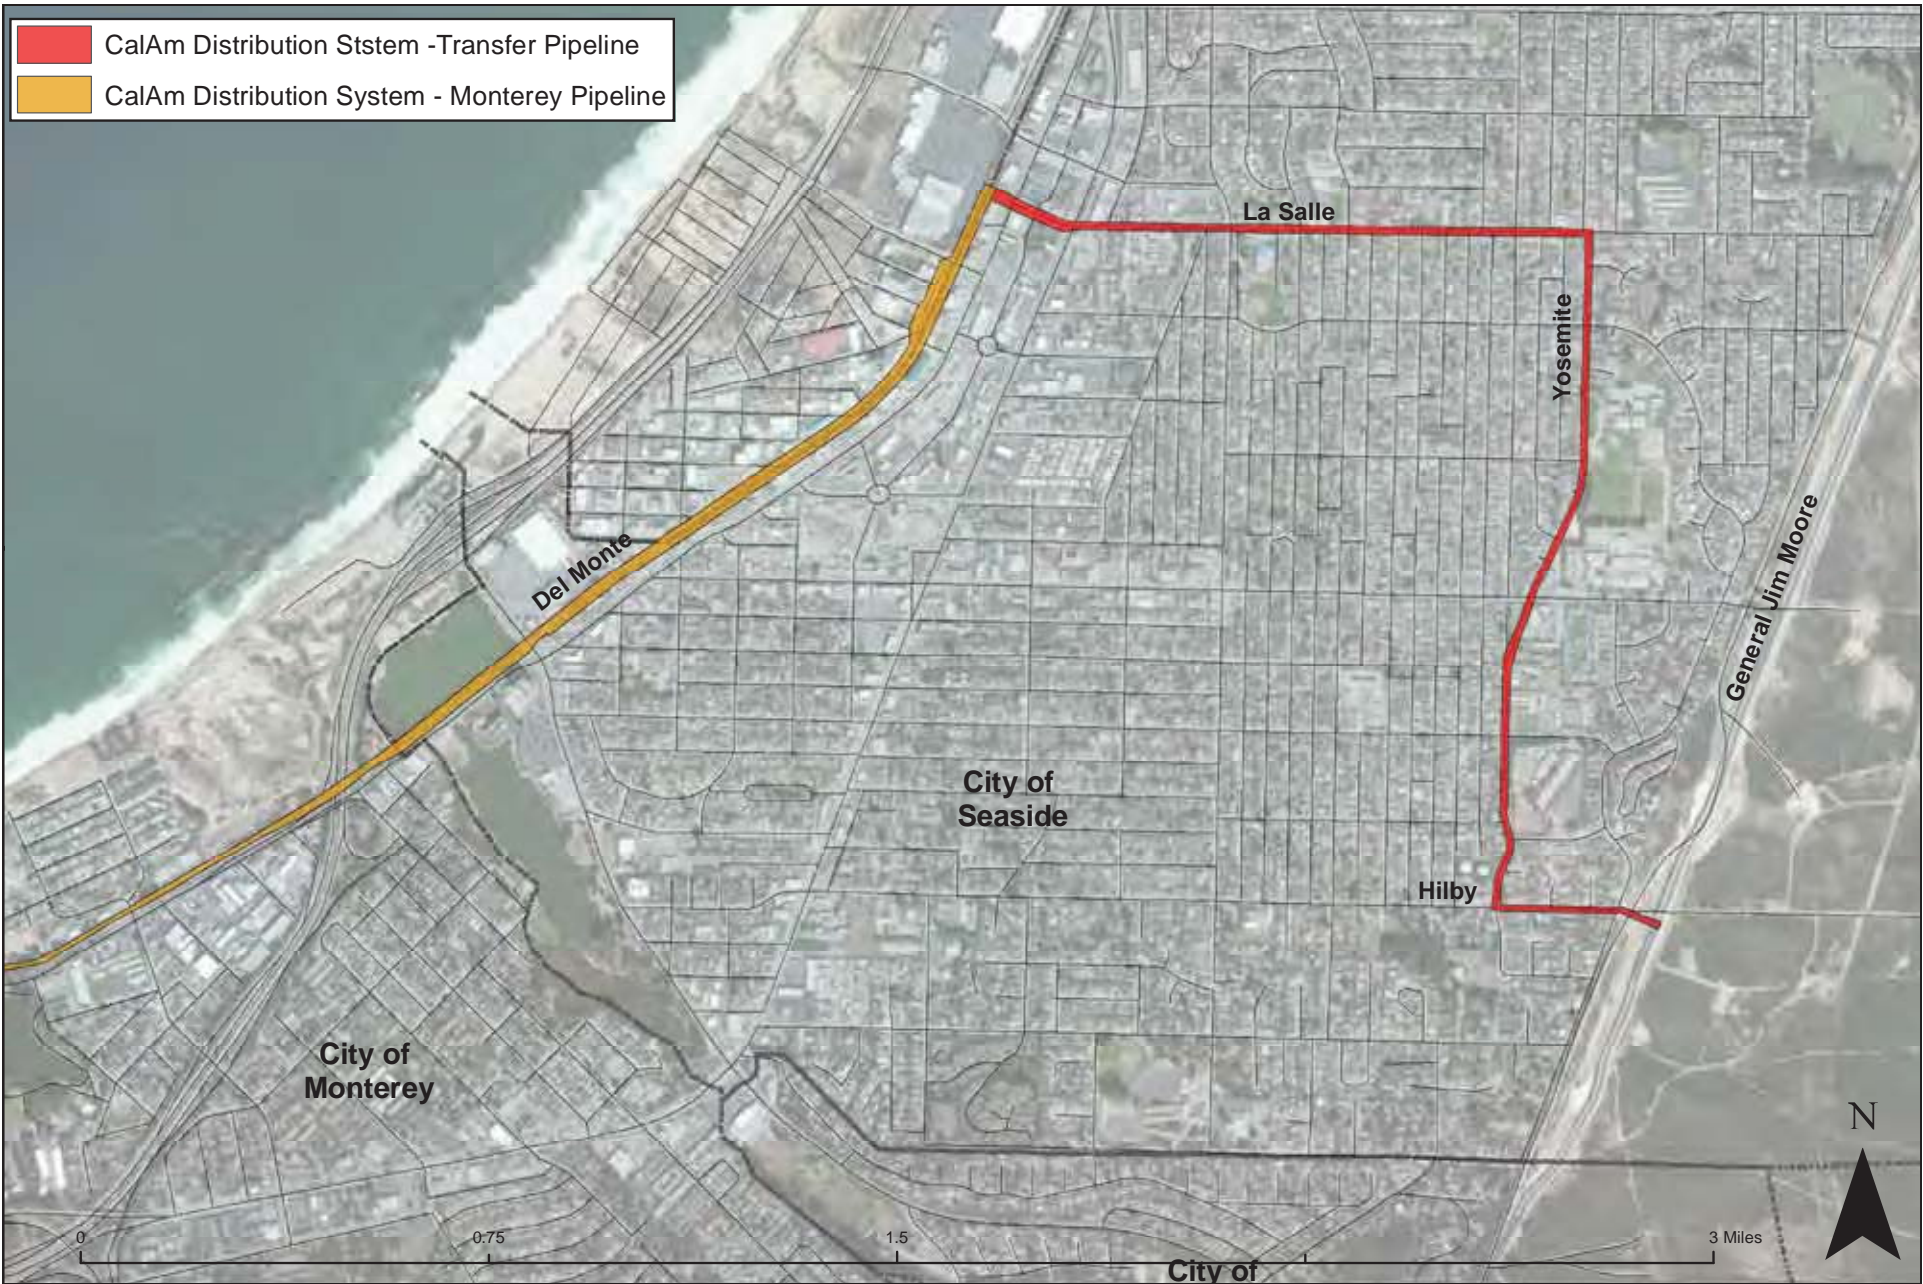 CalAm Distribution Ststem -Transfer Pipeline
CalAm Distribution System - Monterey Pipeline
La Salle
Yosemite
Del Monte
General Jim Moore
City of
Seaside
Hilby
City of
Monterey
N
0
0.75
1.5
3 Miles
City of